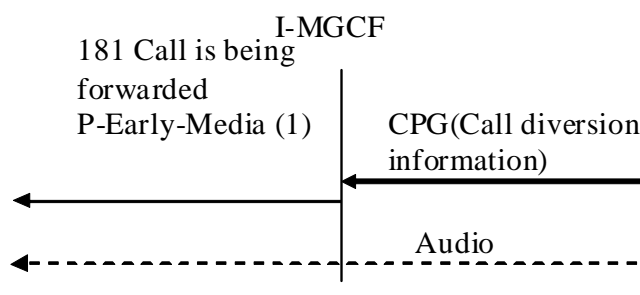 I-MGCF
181 Call is being
forwarded
P-Early-Media (1)
CPG(Call diversion
information)
Audio